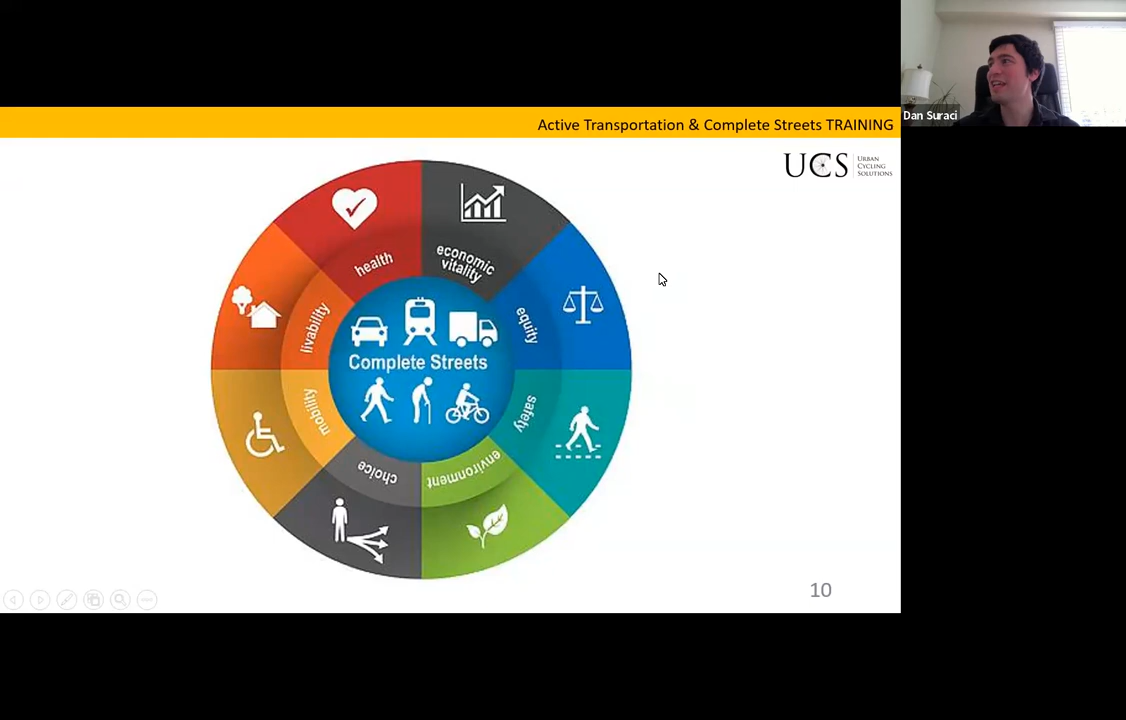 Active Transportation & Complete Streets TRAINING
Dan Suraci
UCS
URBAN
CYCLING
SOLUTIONS
health
economic
vitality
livability
equity
Complete Streets
mobility
safety
choice
environment
10